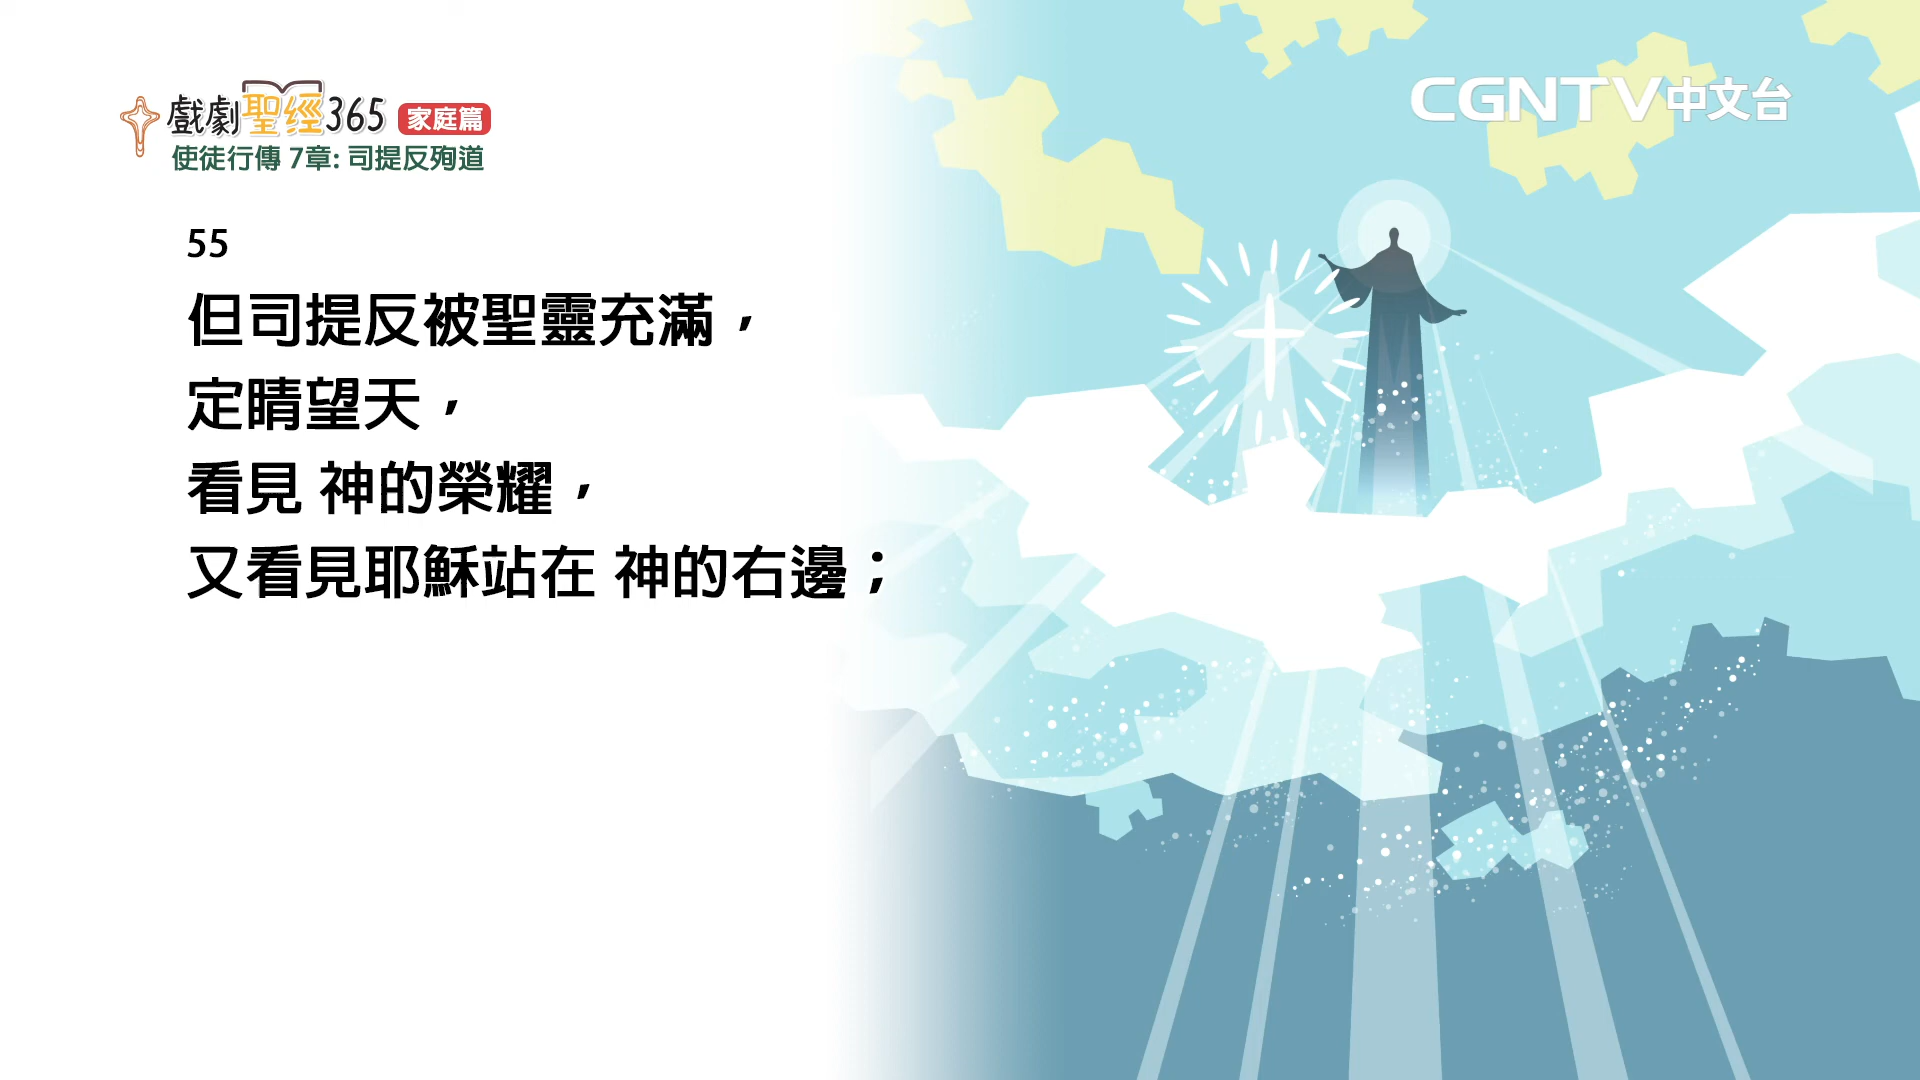 戲劇聖經365 家庭篇
使徒行傳 7章: 司提反殉道
CGNTV中文台
55
但司提反被聖靈充滿，
定睛望天，
看見 神的榮耀，
又看見耶穌站在 神的右邊；